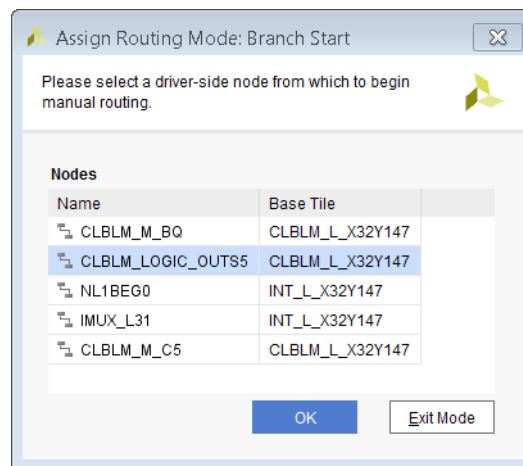 Assign Routing Mode: Branch Start
Please select a driver-side node from which to begin
manual routing.
Nodes
Name Base Tile
CLBLM_M_BQ CLBLM_L_X32Y147
CLBLM_LOGIC_OUTS5 CLBLM_L_X32Y147
NL1BEG0 INT_L_X32Y147
IMUX_L31 INT_L_X32Y147
CLBLM_M_C5 CLBLM_L_X32Y147
OK Exit Mode